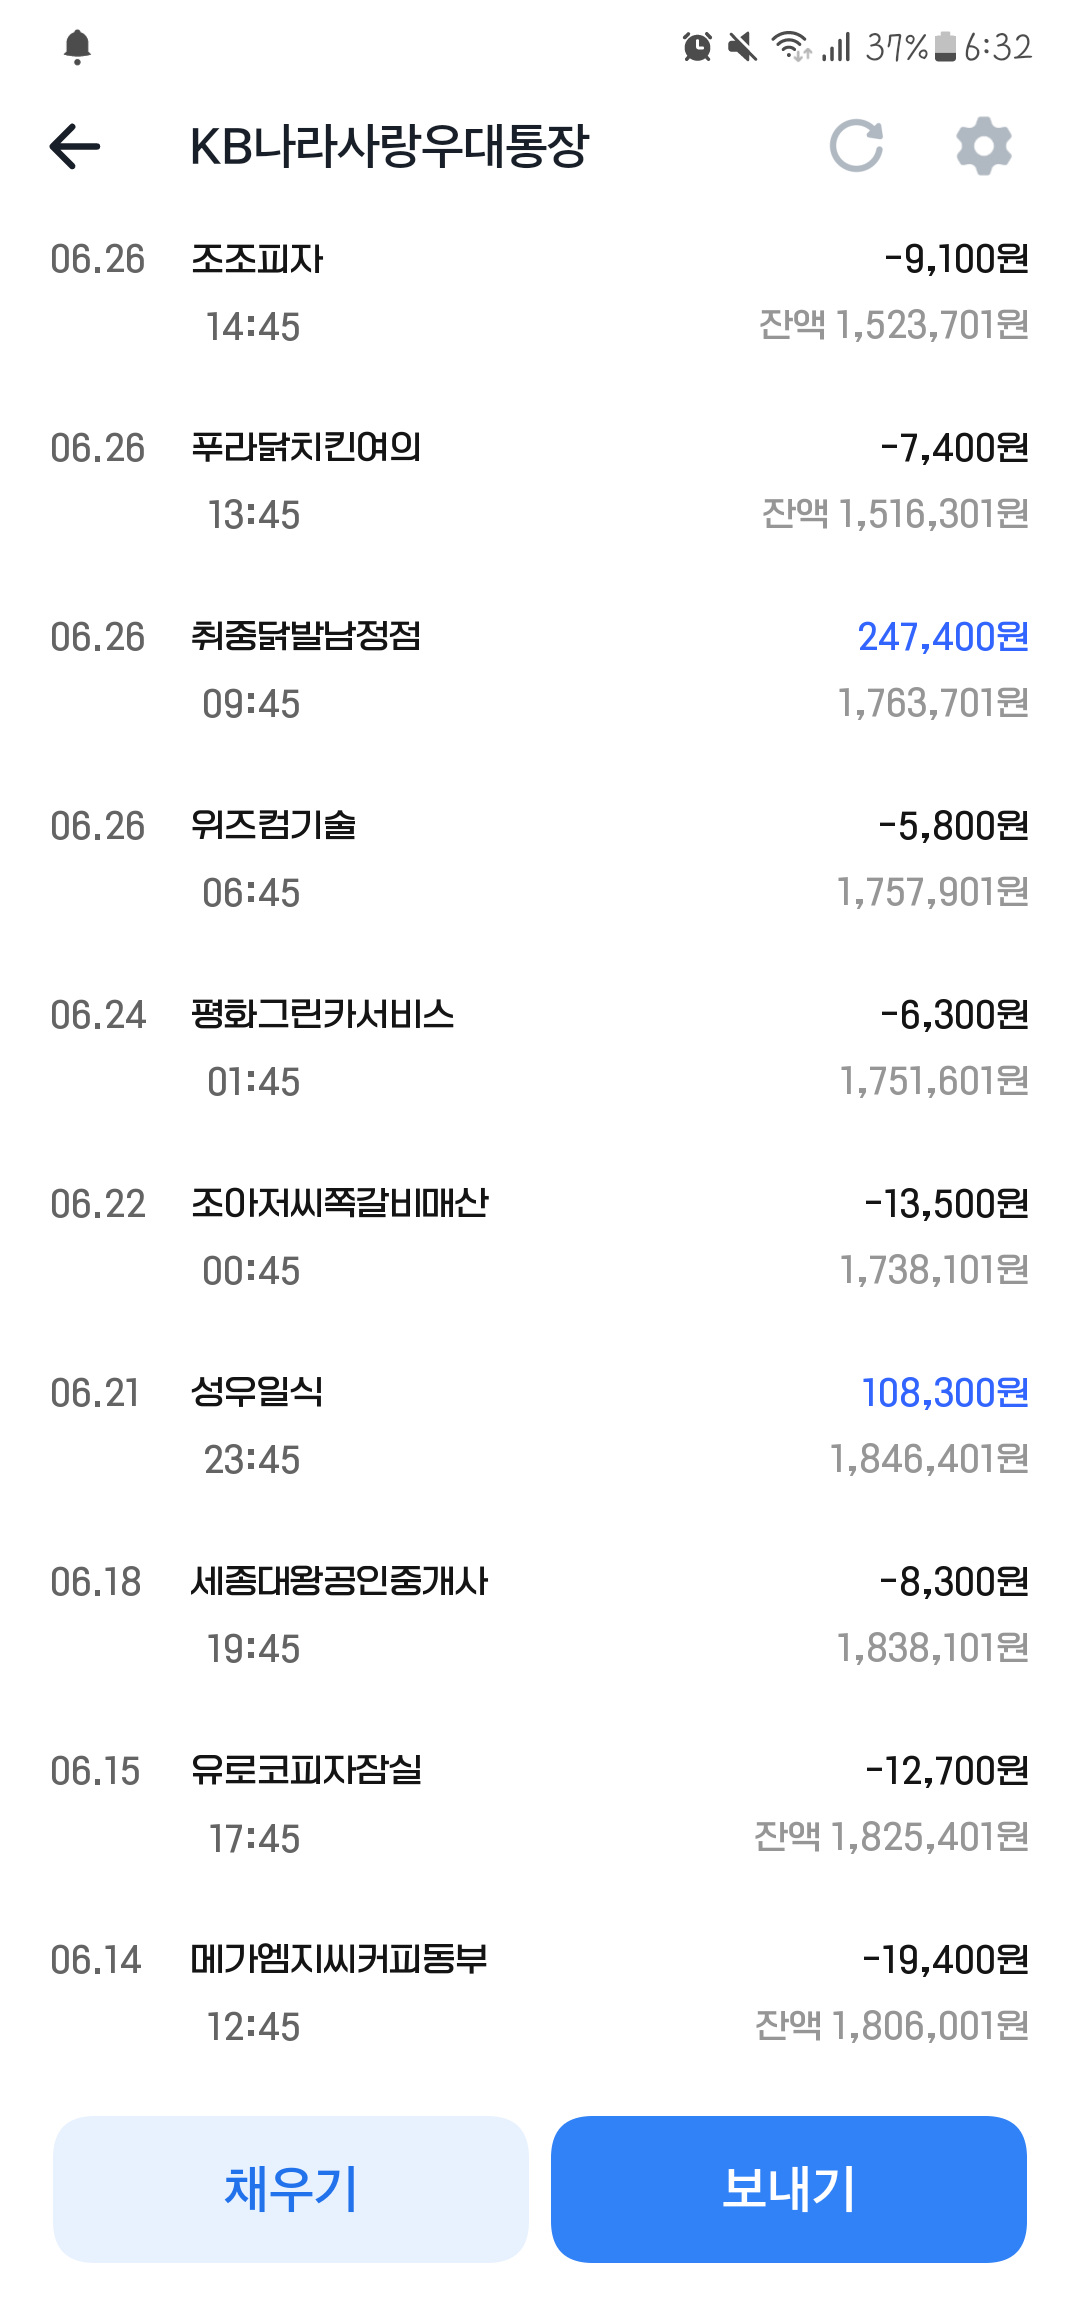 37% 6:32
KB나라사랑우대통장
06.26 조조피자 -9,100원
14:45 잔액 1,523,701원
06.26 푸라닭치킨여의 -7,400원
13:45 잔액 1,516,301원
06.26 취중닭발남정점 247,400원
09:45 1,763,701원
06.26 위즈컴기술 -5,800원
06:45 1,757,901원
06.24 평화그린카서비스 -6,300원
01:45 1,751,601원
06.22 조아저씨쪽갈비매산 -13,500원
00:45 1,738,101원
06.21 성우일식 108,300원
23:45 1,846,401원
06.18 세종대왕공인중개사 -8,300원
19:45 1,838,101원
06.15 유로코피자잠실 -12,700원
17:45 잔액 1,825,401원
06.14 메가엠지씨커피동부 -19,400원
12:45 잔액 1,806,001원
채우기 보내기